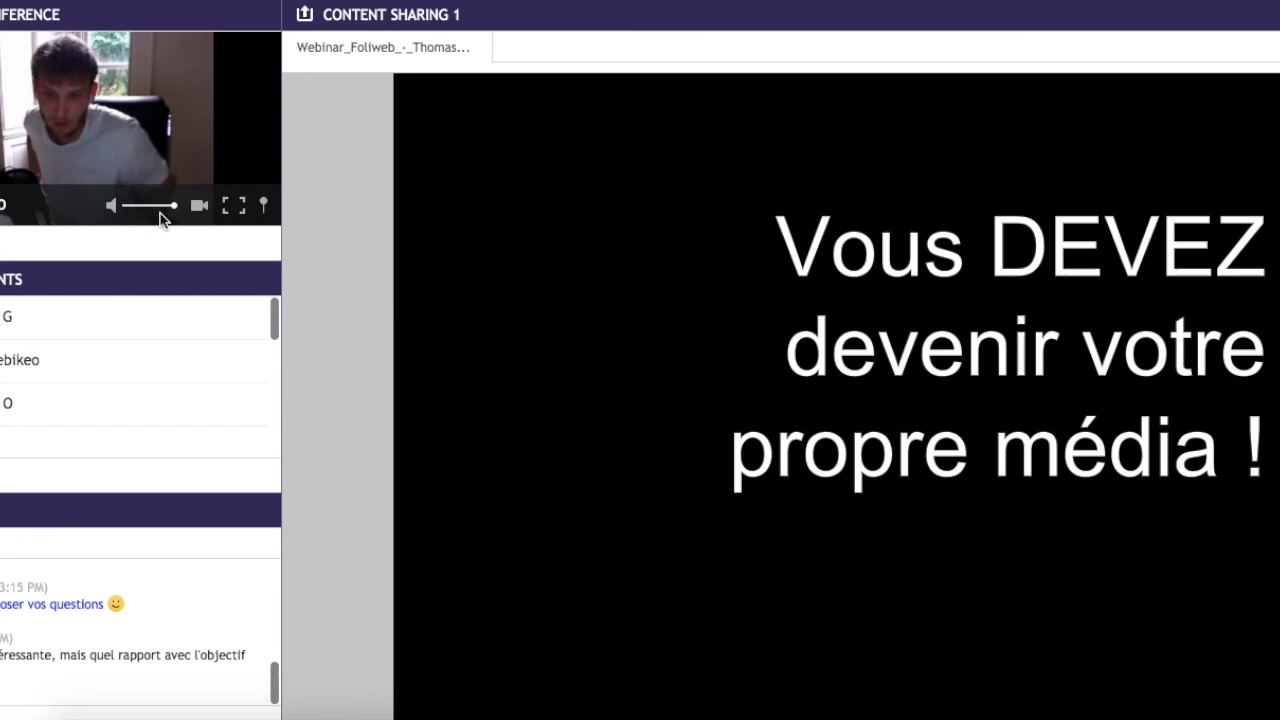 NFERENCE
CONTENT SHARING 1
Webinar_Foliweb_-_Thomas...
O
NTS
G
ebikeo
O
3:15 PM)
oser vos questions
M)
éressante, mais quel rapport avec l'objectif
Vous DEVEZ
devenir votre
propre média !